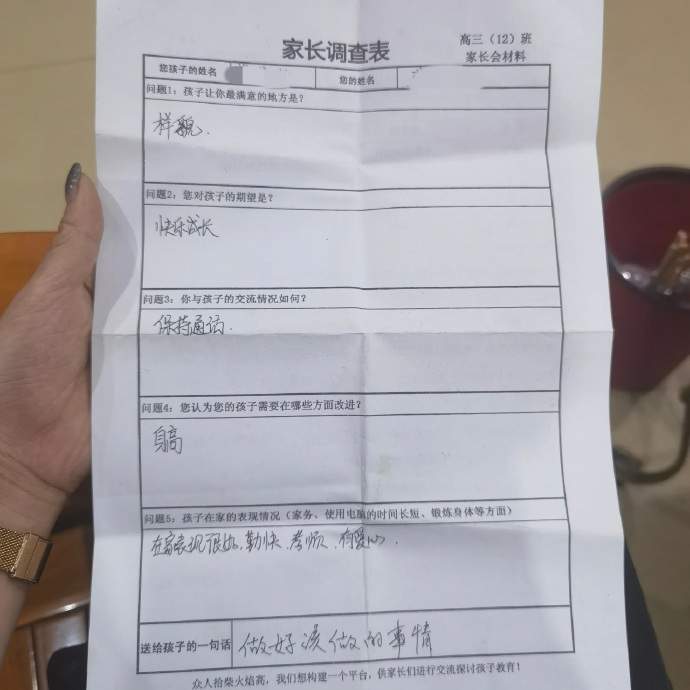 家长调查表
高三（12）班
家长会材料
您孩子的姓名
您的姓名
问题1：孩子让你最满意的地方是？
样貌.
问题2：您对孩子的期望是？
快乐成长
问题3：你与孩子的交流情况如何？
保持通话.
问题4：您认为您的孩子需要在哪些方面改进？
身高
问题5：孩子在家的表现情况（家务、使用电脑的时间长短、锻炼身体等方面）
在家表现很好，勤快、孝顺、有爱心.
送给孩子的一句话
做好该做的事情
众人拾柴火焰高，我们想构建一个平台，供家长们进行交流探讨孩子教育！